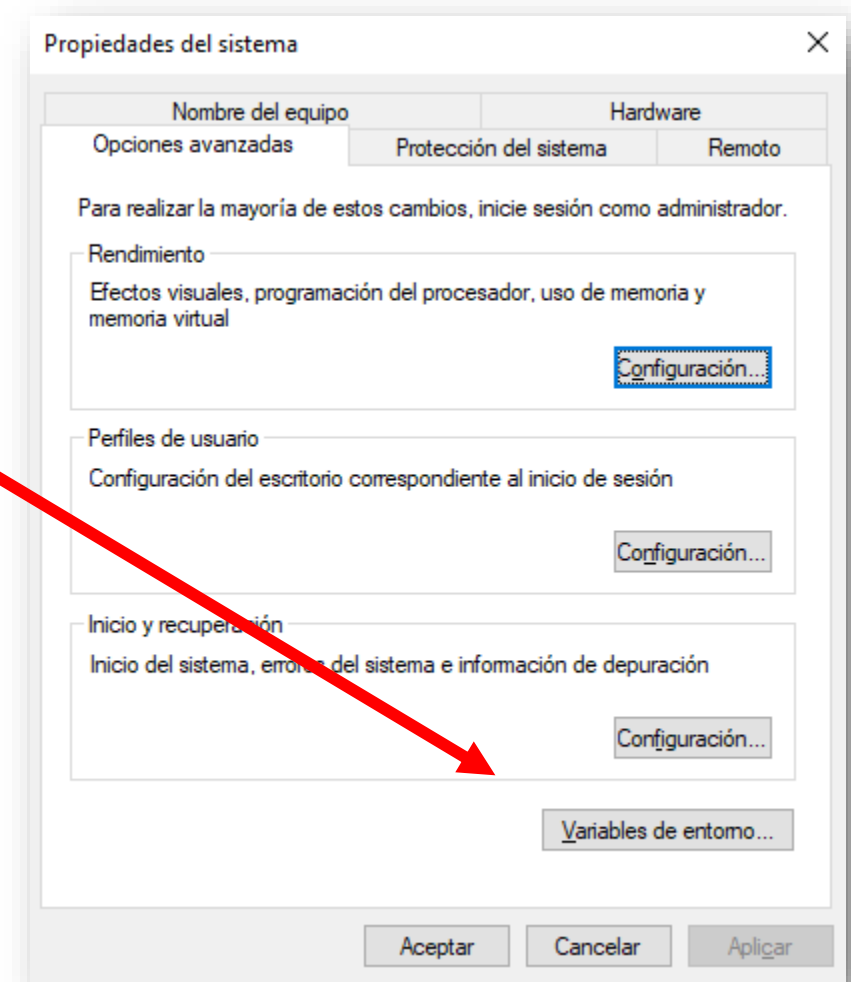 Propiedades del sistema
Nombre del equipo
Hardware
Opciones avanzadas
Protección del sistema
Remoto
Para realizar la mayoría de estos cambios, inicie sesión como administrador.
Rendimiento
Efectos visuales, programación del procesador, uso de memoria y
memoria virtual
Configuración...
Perfiles de usuario
Configuración del escritorio correspondiente al inicio de sesión
Configuración...
Inicio y recuperación
Inicio del sistema, errores del sistema e información de depuración
Configuración...
Variables de entorno...
Aceptar
Cancelar
Aplicar